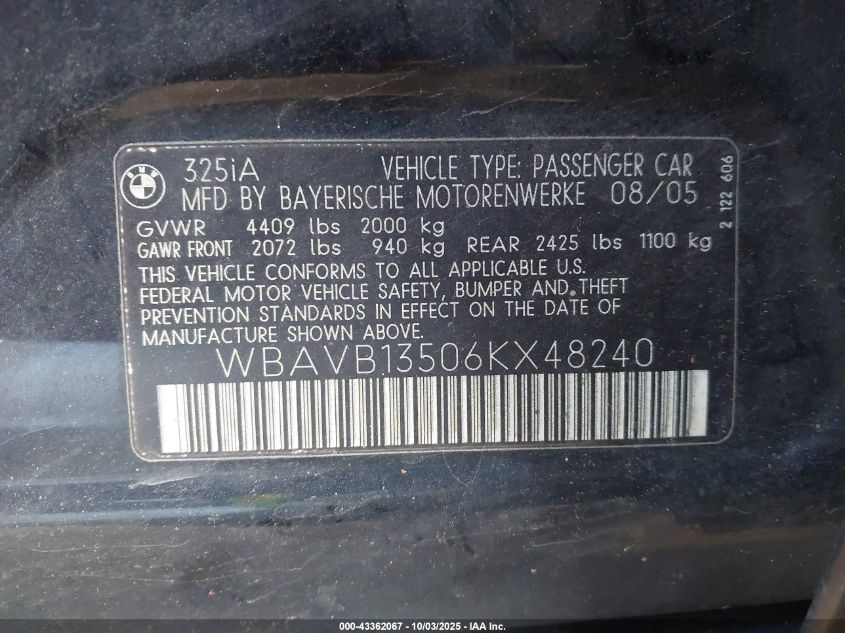 BMW
325iA VEHICLE TYPE: PASSENGER CAR
MFD BY BAYERISCHE MOTORENWERKE 08/05
GVWR 4409 lbs 2000 kg
GAWR FRONT 2072 lbs 940 kg REAR 2425 lbs 1100 kg
THIS VEHICLE CONFORMS TO ALL APPLICABLE U.S.
FEDERAL MOTOR VEHICLE SAFETY, BUMPER AND THEFT
PREVENTION STANDARDS IN EFFECT ON THE DATE OF
MANUFACTURE SHOWN ABOVE.
WBAVB13506KX48240
2 122 606
000-43362067 - 10/03/2025 - IAA Inc.